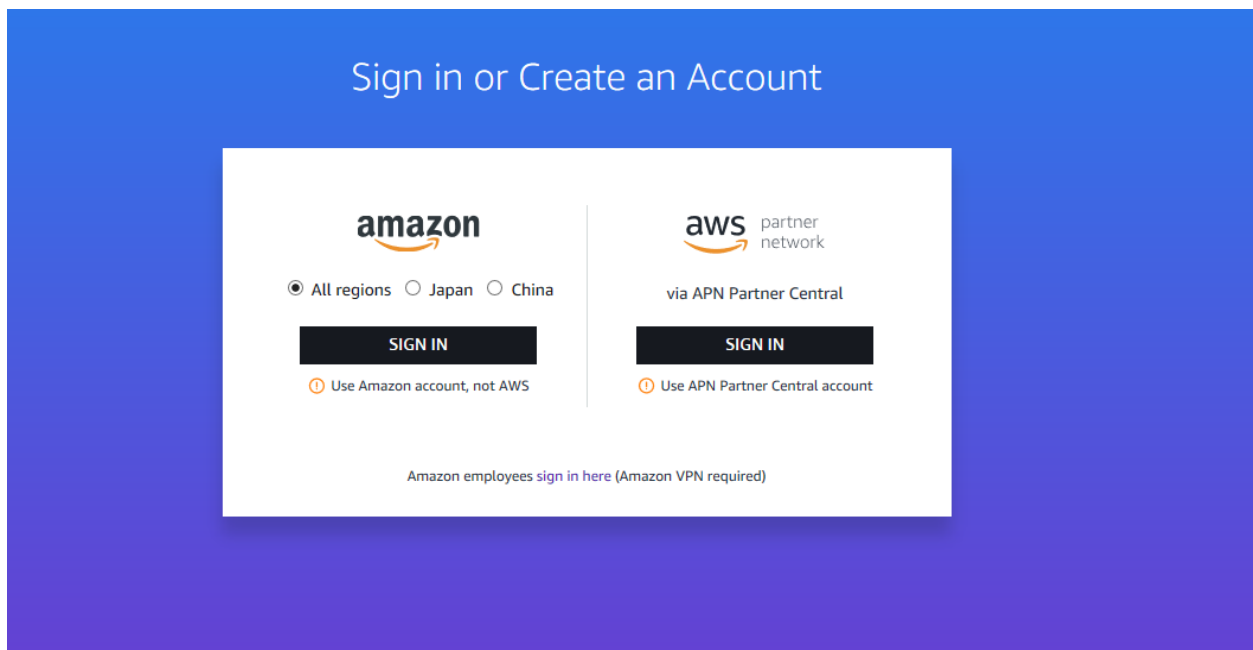 Sign in or Create an Account
amazon
All regions Japan China
SIGN IN
Use Amazon account, not AWS
aws partner
network
via APN Partner Central
SIGN IN
Use APN Partner Central account
Amazon employees sign in here (Amazon VPN required)